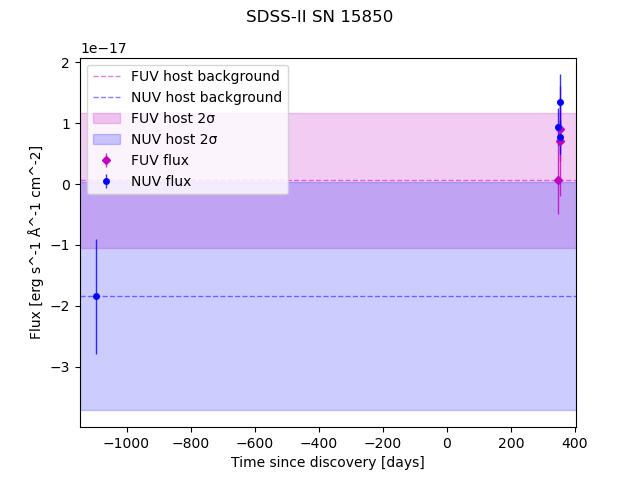 SDSS-II SN 15850
1e−17
FUV host background
NUV host background
FUV host 2σ
NUV host 2σ
FUV flux
NUV flux
2
1
0
−1
−2
−3
Flux [erg s^-1 Å^-1 cm^-2]
−1000 −800 −600 −400 −200 0 200 400
Time since discovery [days]